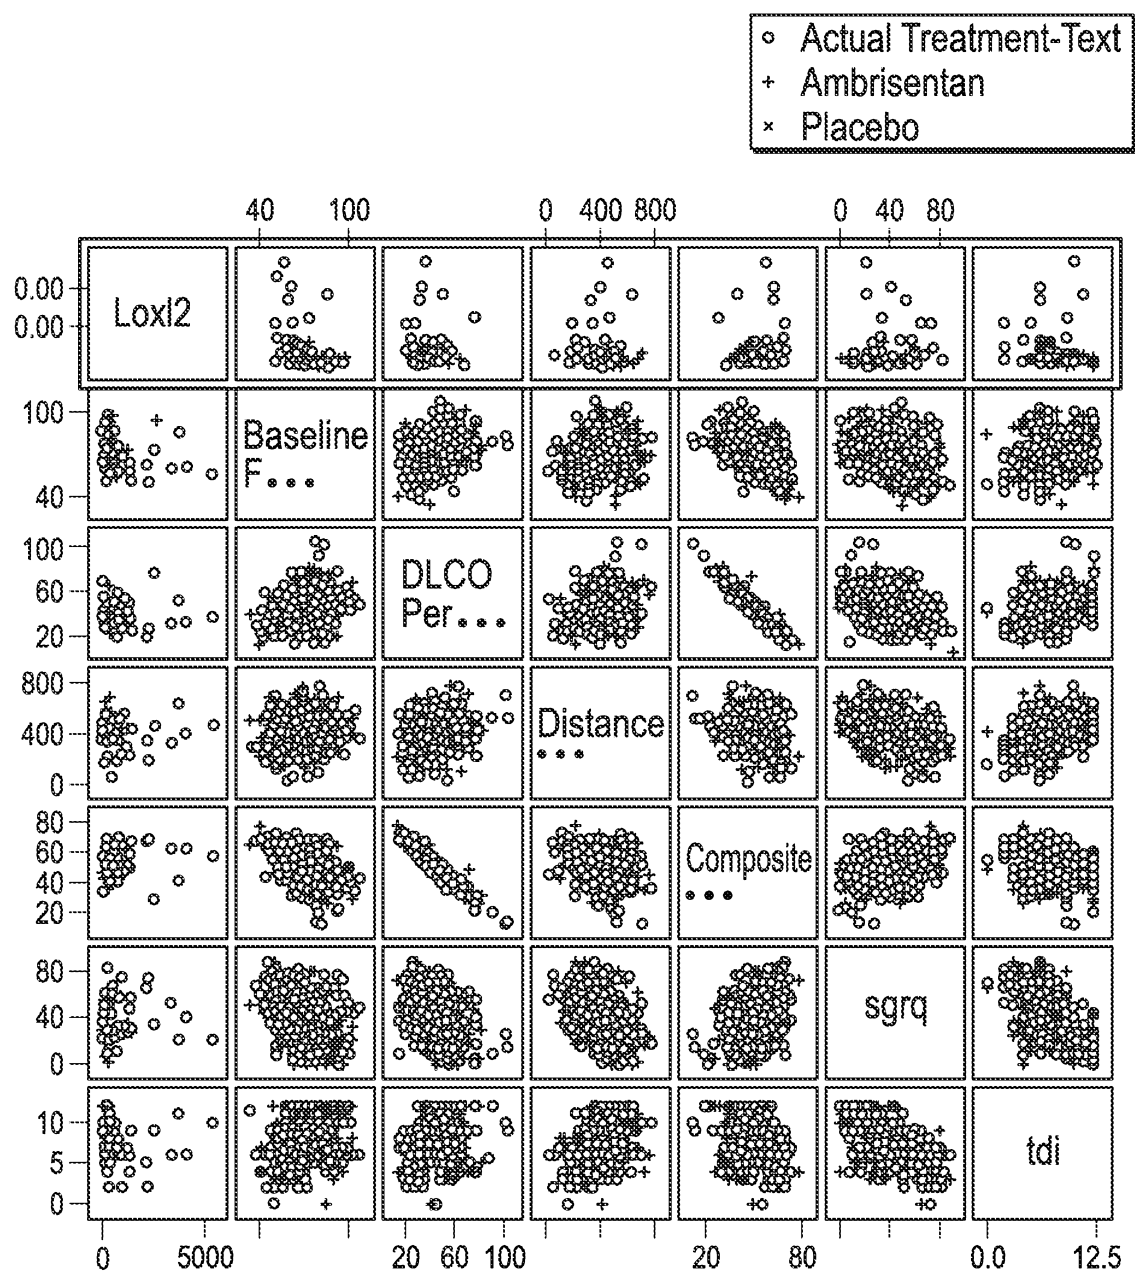 Actual Treatment-Text
Ambrisentan
Placebo
40 100 0 400 800 0 40 80
0.00
0.00
Loxl2
100
40
Baseline
F...
100
60
20
DLCO
Per...
800
400
0
Distance
...
80
60
40
20
Composite
...
80
40
0
sgrq
10
5
0
tdi
0 5000 20 60 100 20 80 0.0 12.5